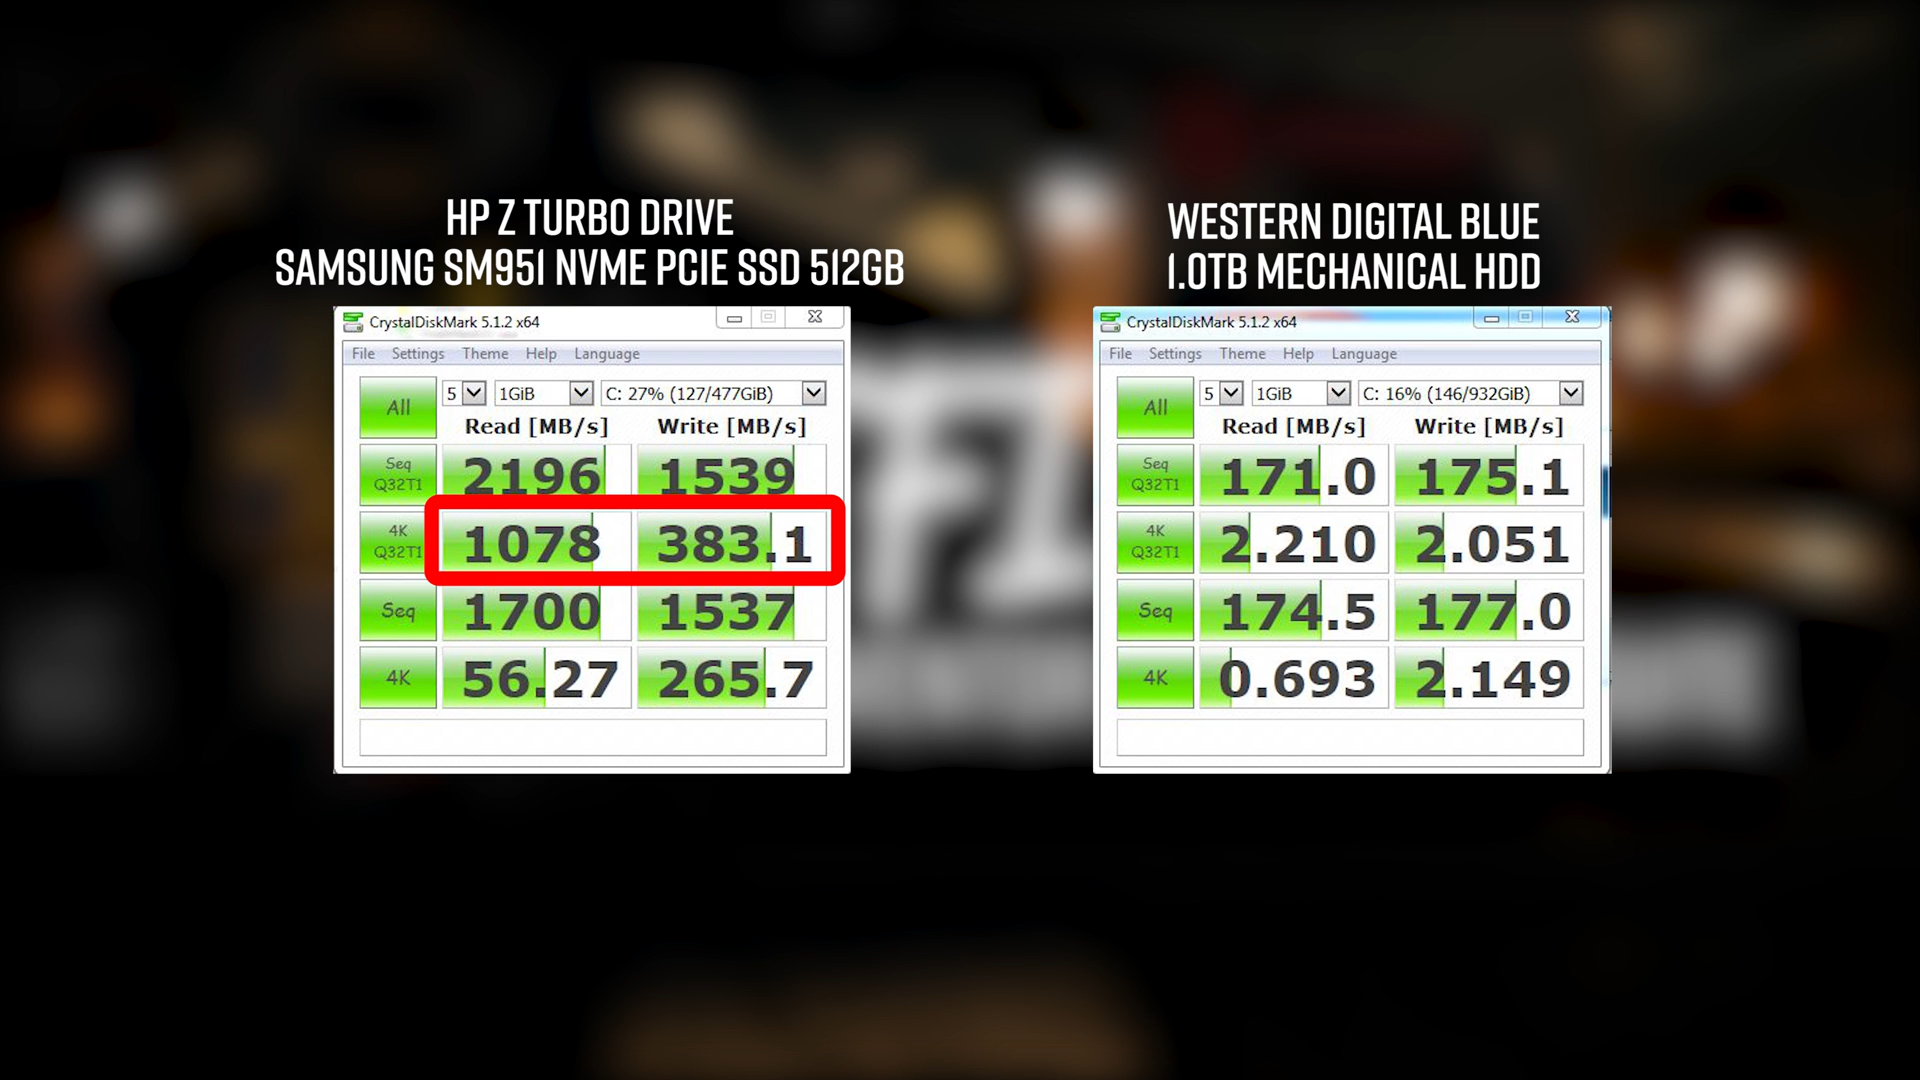 HP Z TURBO DRIVE
SAMSUNG SM951 NVME PCIE SSD 512GB
CrystalDiskMark 5.1.2 x64
File Settings Theme Help Language
All 5 1GiB C: 27% (127/477GiB)
Read [MB/s] Write [MB/s]
Seq Q32T1 2196 1539
4K Q32T1 1078 383.1
Seq 1700 1537
4K 56.27 265.7
WESTERN DIGITAL BLUE
1.0TB MECHANICAL HDD
CrystalDiskMark 5.1.2 x64
File Settings Theme Help Language
All 5 1GiB C: 16% (146/932GiB)
Read [MB/s] Write [MB/s]
Seq Q32T1 171.0 175.1
4K Q32T1 2.210 2.051
Seq 174.5 177.0
4K 0.693 2.149